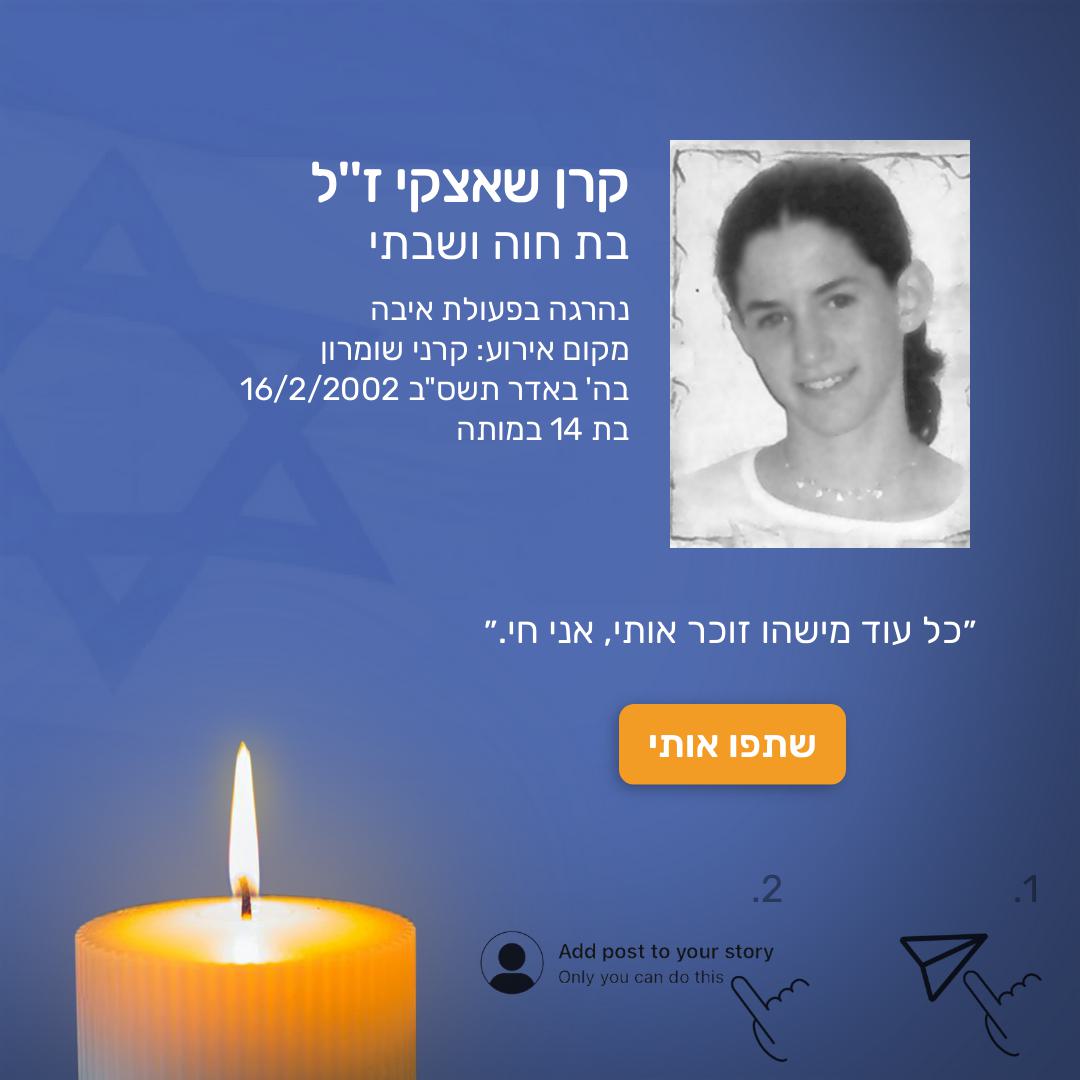 קרן שאצקי ז"ל
בת חוה ושבתי
נהרגה בפעולת איבה
מקום אירוע: קרני שומרון
בה' באדר תשס"ב 16/2/2002
בת 14 במותה
״כל עוד מישהו זוכר אותי, אני חי.״
שתפו אותי
.1
.2
Add post to your story
Only you can do this